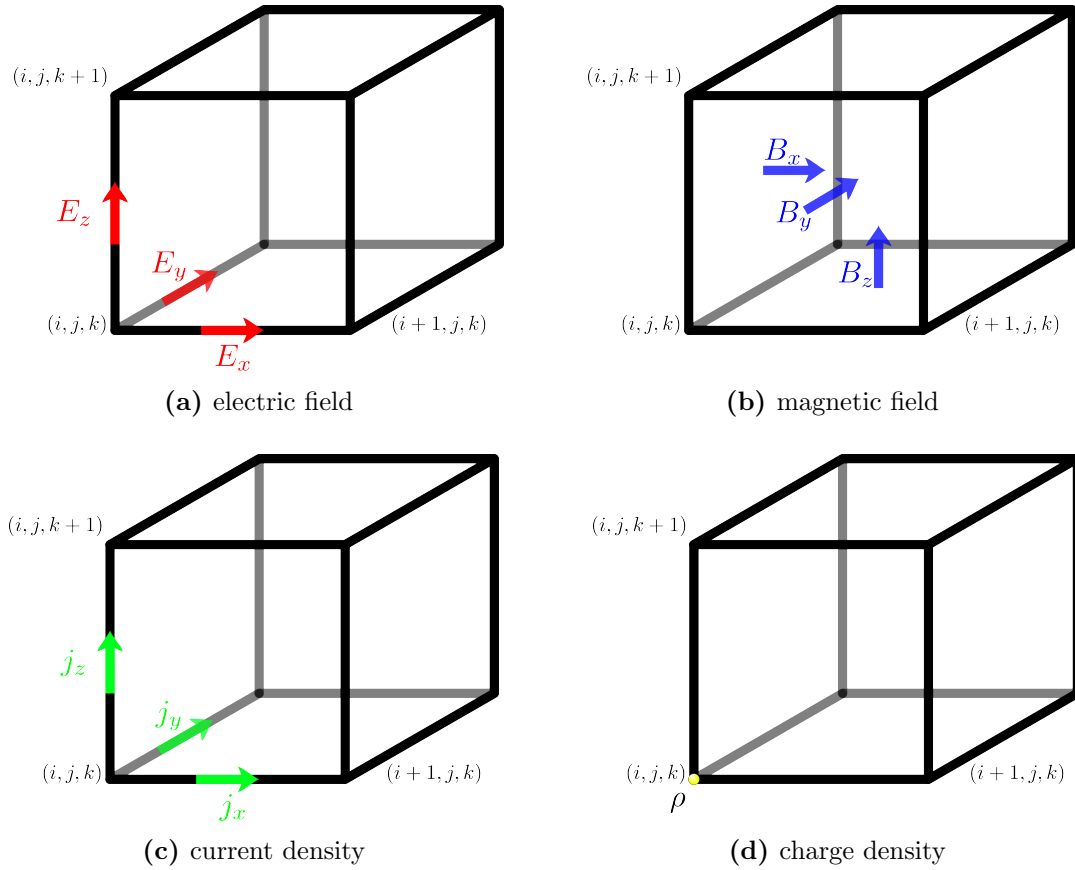 (i, j, k + 1)
E_z
E_y
(i, j, k)
(i + 1, j, k)
E_x
(a) electric field
(i, j, k + 1)
B_x
B_y
B_z
(i, j, k)
(i + 1, j, k)
(b) magnetic field
(i, j, k + 1)
j_z
j_y
(i, j, k)
(i + 1, j, k)
j_x
(c) current density
(i, j, k + 1)
(i, j, k)
(i + 1, j, k)
ρ
(d) charge density